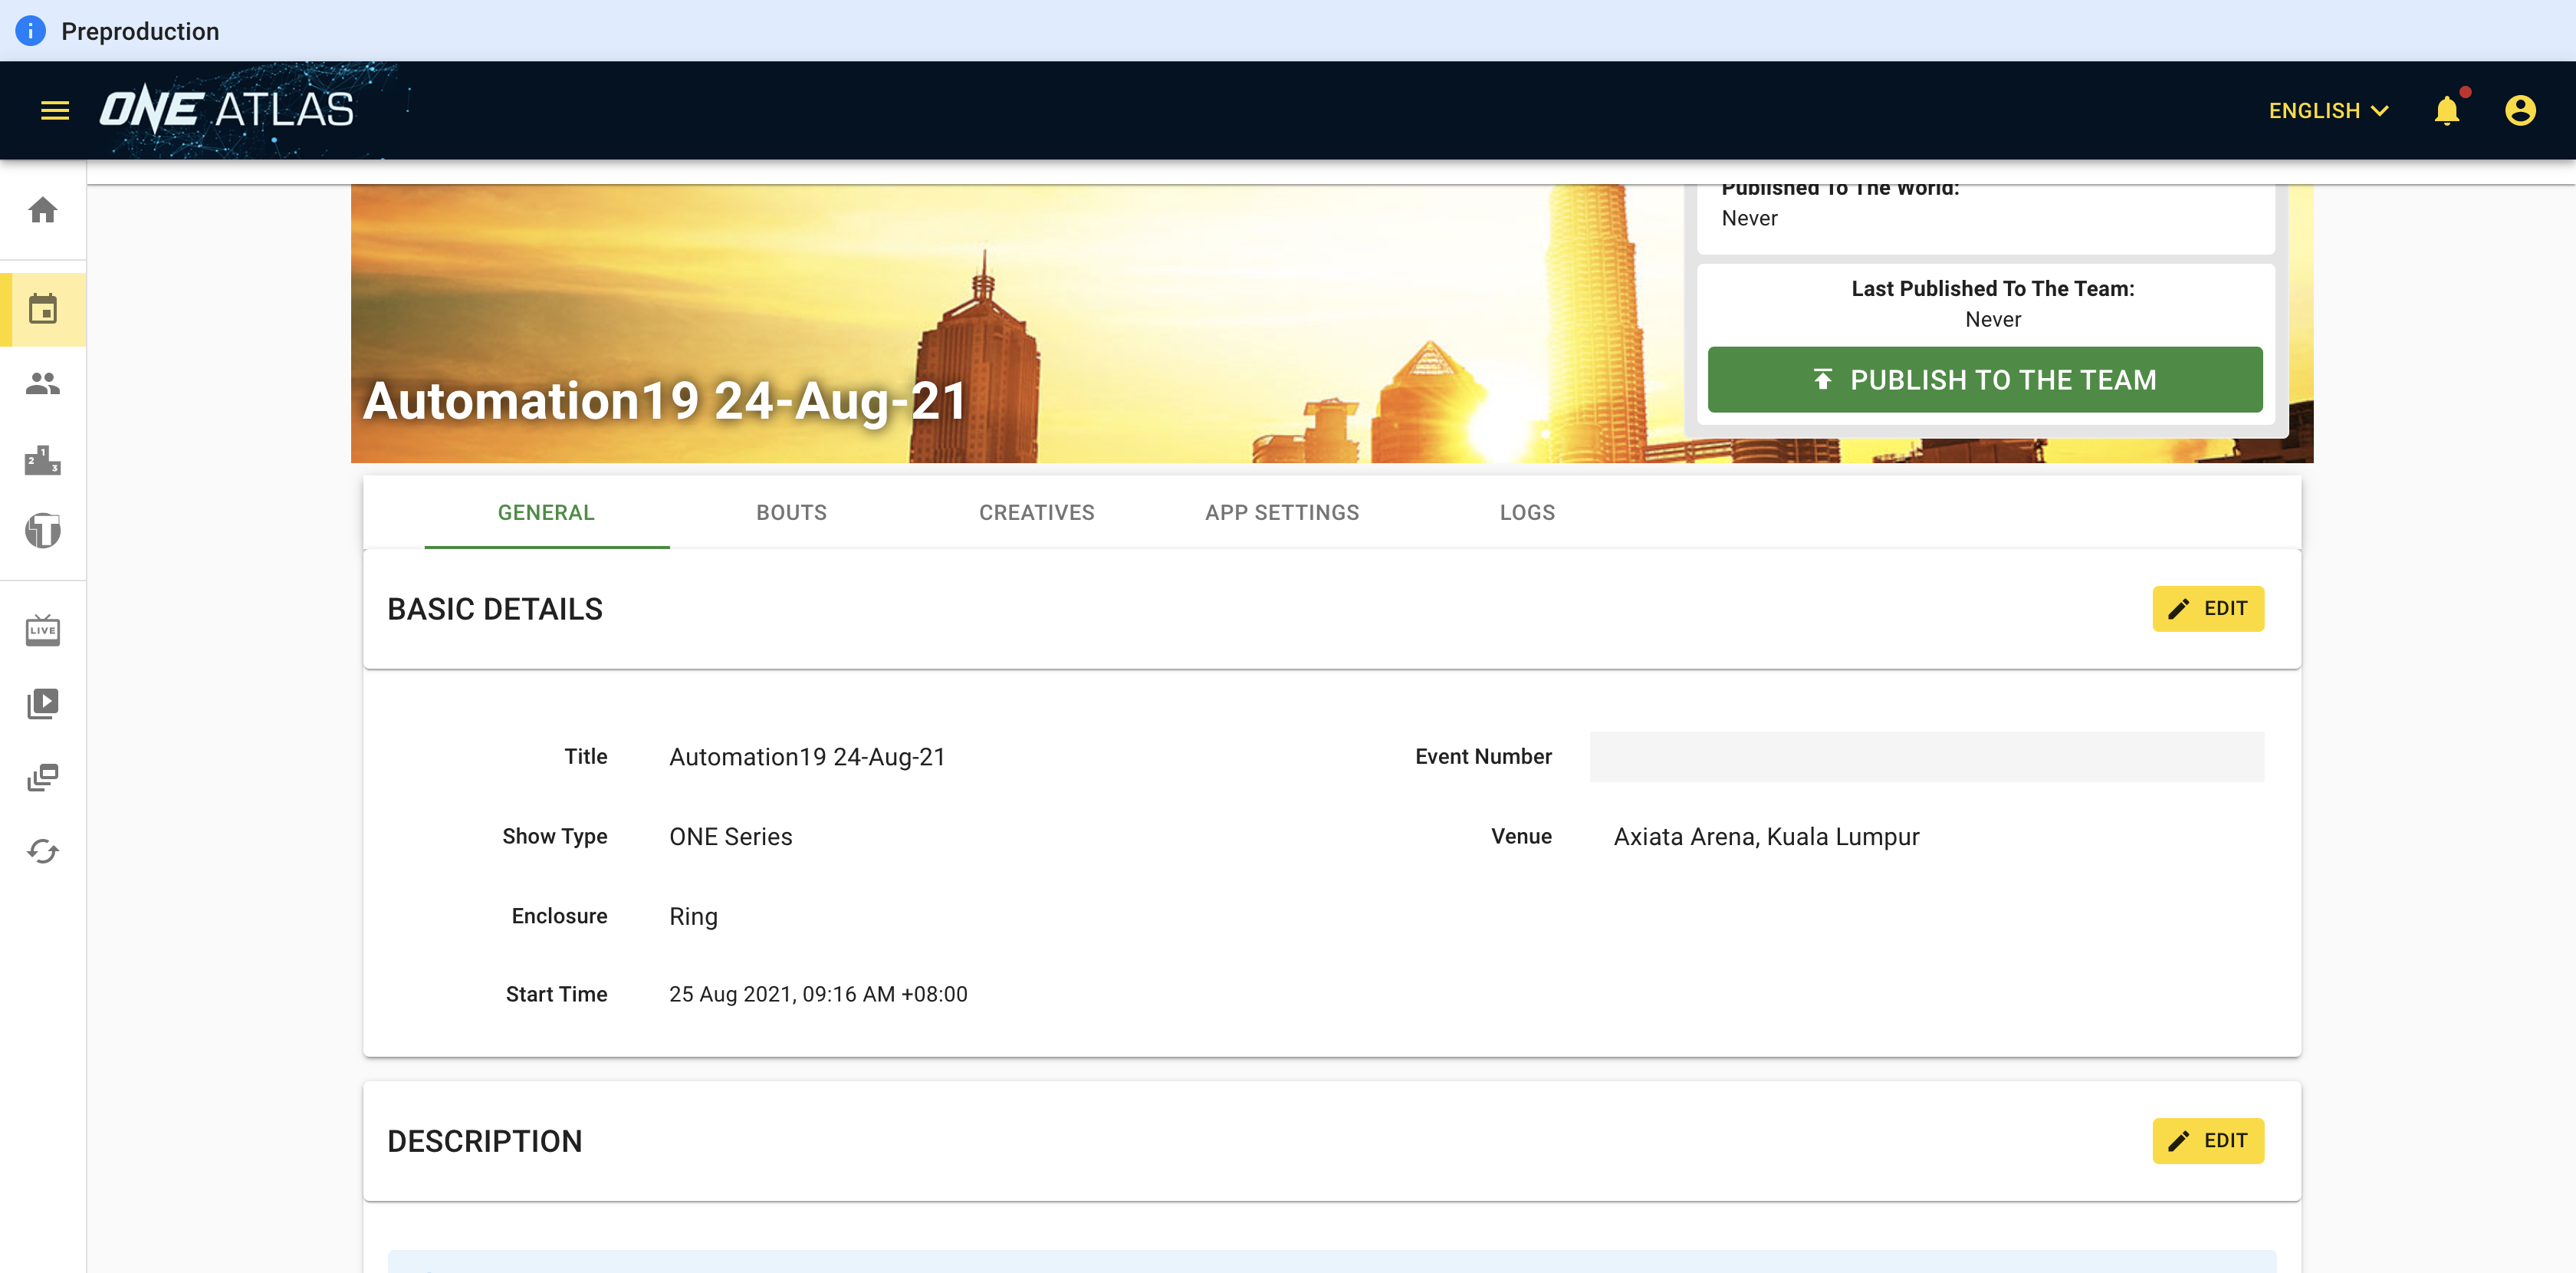 Preproduction
ONE ATLAS
ENGLISH
Published To The World:
Never
Last Published To The Team:
Never
PUBLISH TO THE TEAM
Automation19 24-Aug-21
GENERAL BOUTS CREATIVES APP SETTINGS LOGS
BASIC DETAILS
EDIT
Title Automation19 24-Aug-21
Event Number
Show Type ONE Series
Venue Axiata Arena, Kuala Lumpur
Enclosure Ring
Start Time 25 Aug 2021, 09:16 AM +08:00
DESCRIPTION
EDIT
2 1 3
LIVE